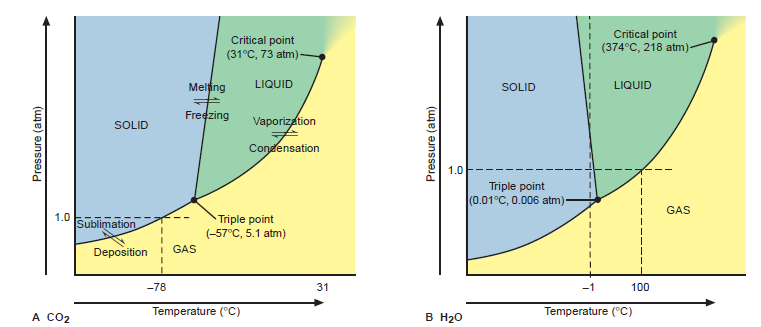 Pressure (atm)
Critical point
(31°C, 73 atm)
Melting
LIQUID
Freezing
SOLID
Vaporization
Condensation
1.0
Sublimation
Triple point
(–57°C, 5.1 atm)
Deposition
GAS
–78
31
Temperature (°C)
A CO₂
Pressure (atm)
Critical point
(374°C, 218 atm)
SOLID
LIQUID
1.0
Triple point
(0.01°C, 0.006 atm)
GAS
–1
100
Temperature (°C)
B H₂O